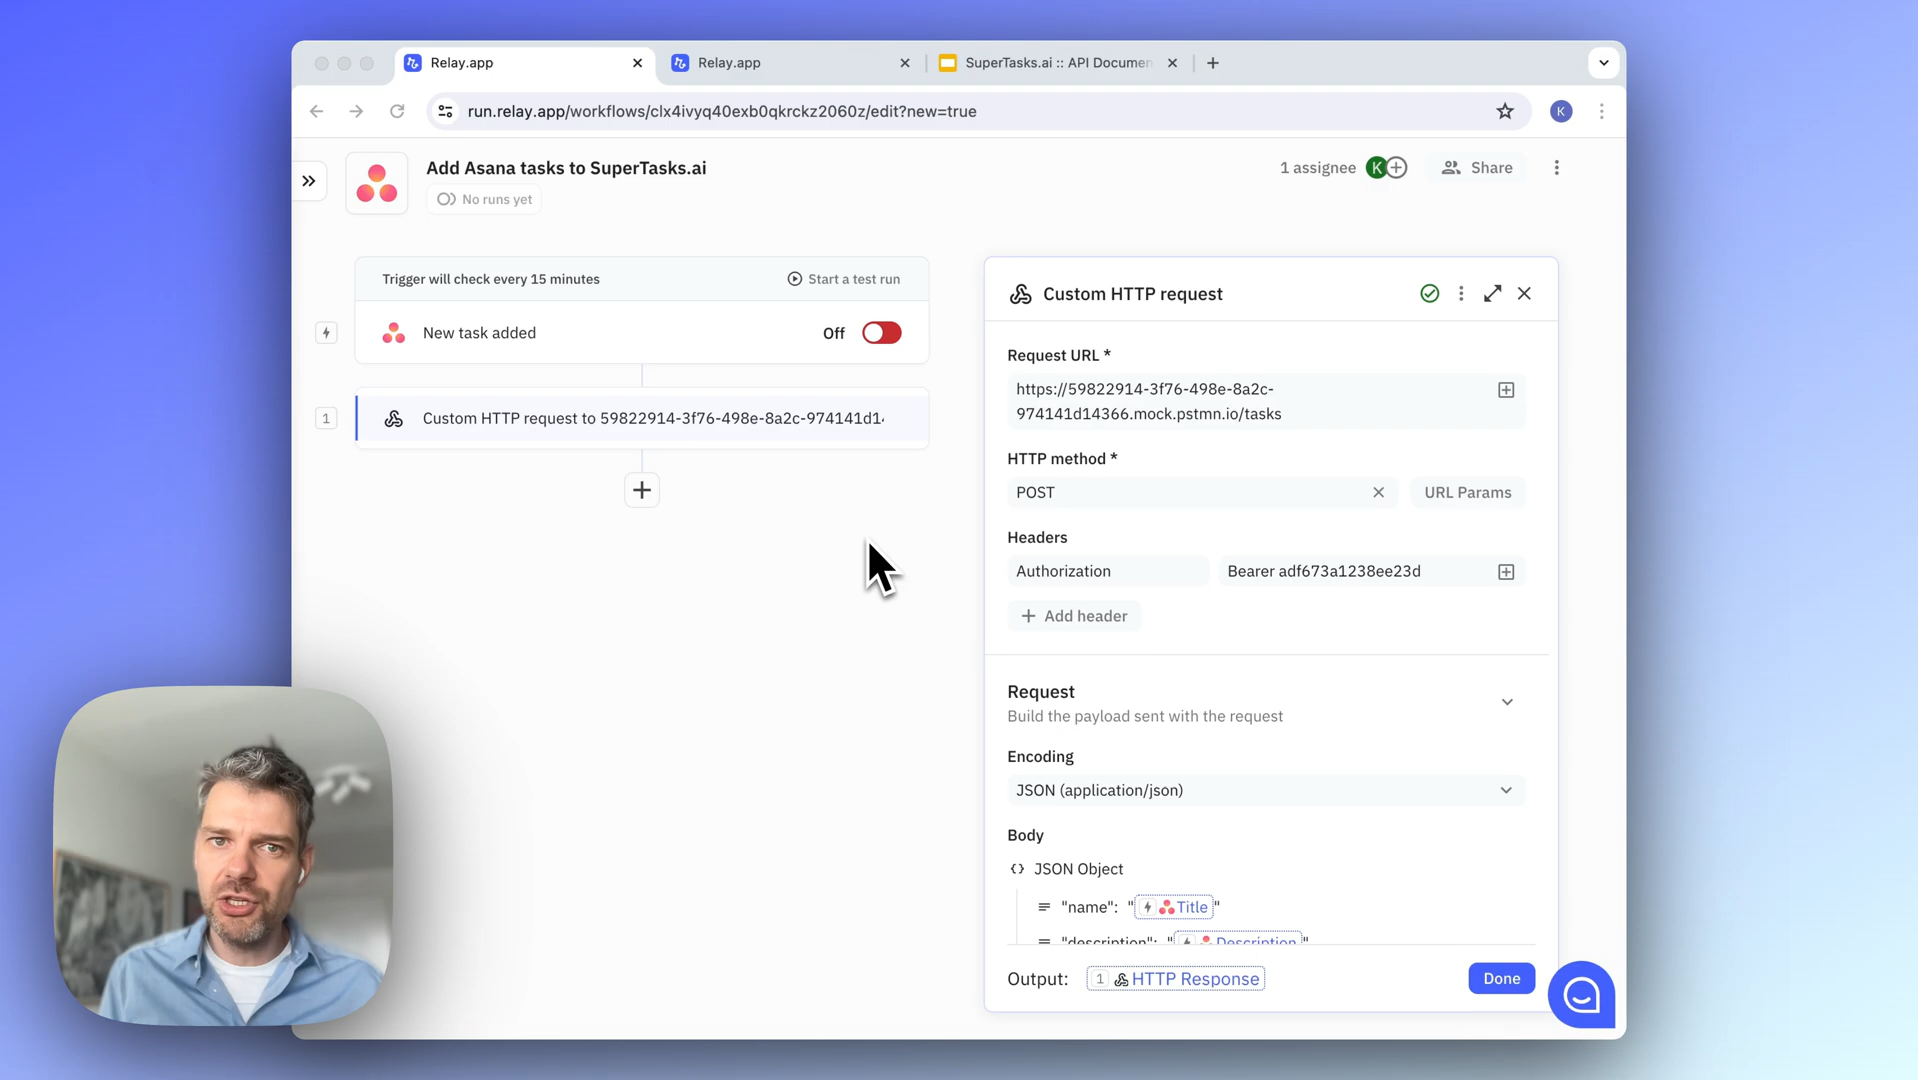 Relay.app
Relay.app
SuperTasks.ai :: API Documen
run.relay.app/workflows/clx4ivyq40exb0qkrckz2060z/edit?new=true
K
Add Asana tasks to SuperTasks.ai
No runs yet
1 assignee
K
Share
Trigger will check every 15 minutes
Start a test run
New task added
Off
1
Custom HTTP request to 59822914-3f76-498e-8a2c-974141d1
Custom HTTP request
Request URL *
https://59822914-3f76-498e-8a2c-
974141d14366.mock.pstmn.io/tasks
HTTP method *
POST
URL Params
Headers
Authorization
Bearer adf673a1238ee23d
Add header
Request
Build the payload sent with the request
Encoding
JSON (application/json)
Body
{} JSON Object
"name": "Title"
"description": "Description"
Output:
1 HTTP Response
Done